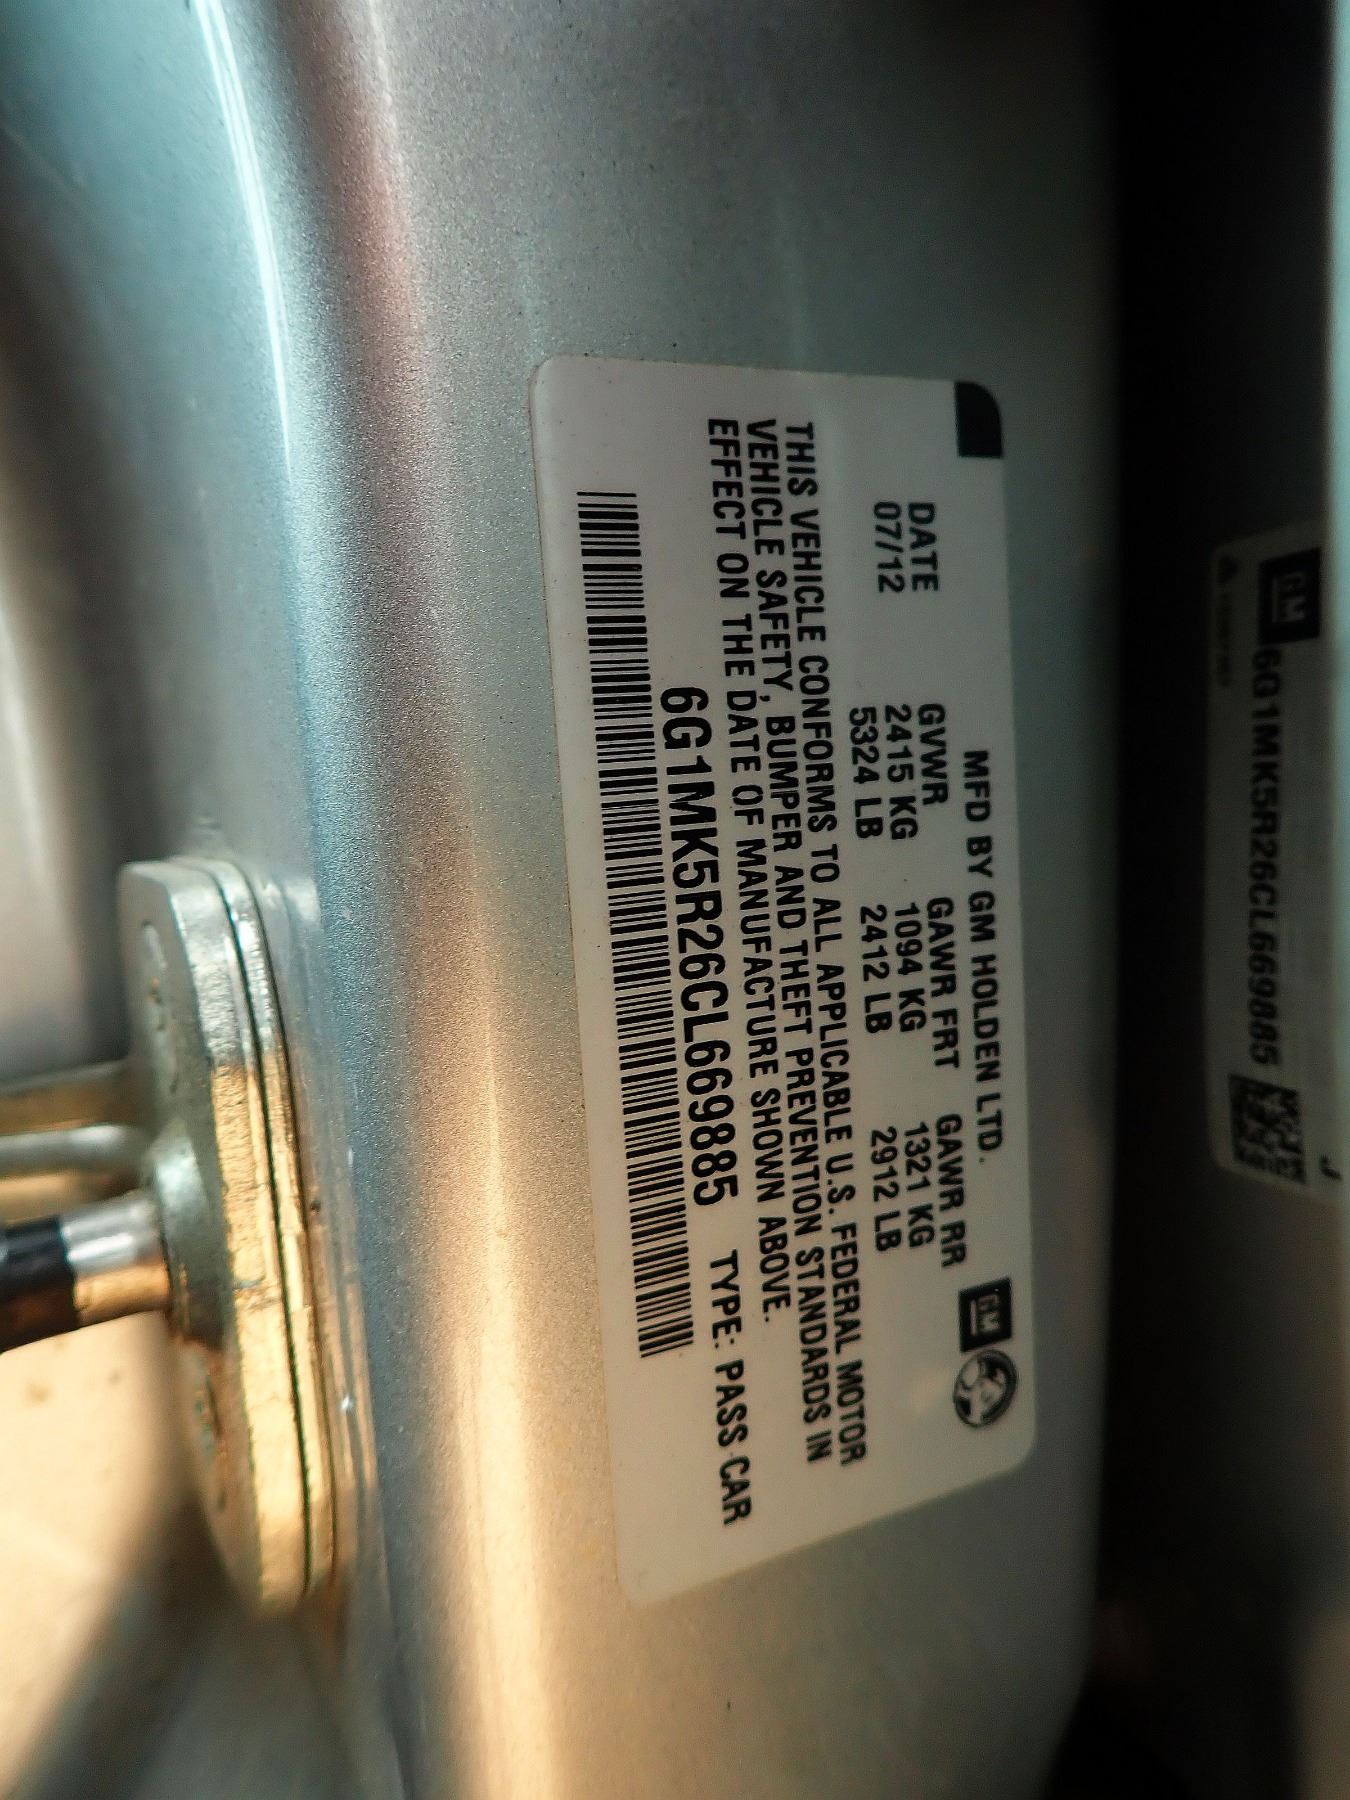 MFD BY GM HOLDEN LTD.
GM
DATE GVWR GAWR FRT GAWR RR
07/12 2415 KG 1094 KG 1321 KG
5324 LB 2412 LB 2912 LB
THIS VEHICLE CONFORMS TO ALL APPLICABLE U.S. FEDERAL MOTOR
VEHICLE SAFETY, BUMPER AND THEFT PREVENTION STANDARDS IN
EFFECT ON THE DATE OF MANUFACTURE SHOWN ABOVE.
6G1MK5R26CL669885 TYPE: PASS CAR
J
GM 6G1MK5R26CL669885